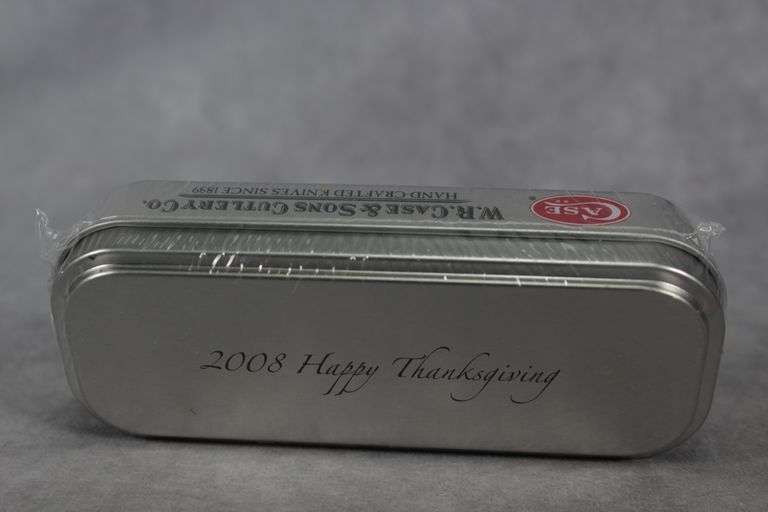 CASE
W.R. CASE & SONS CUTLERY CO.
HAND-CRAFTED KNIVES SINCE 1889
2008 Happy Thanksgiving